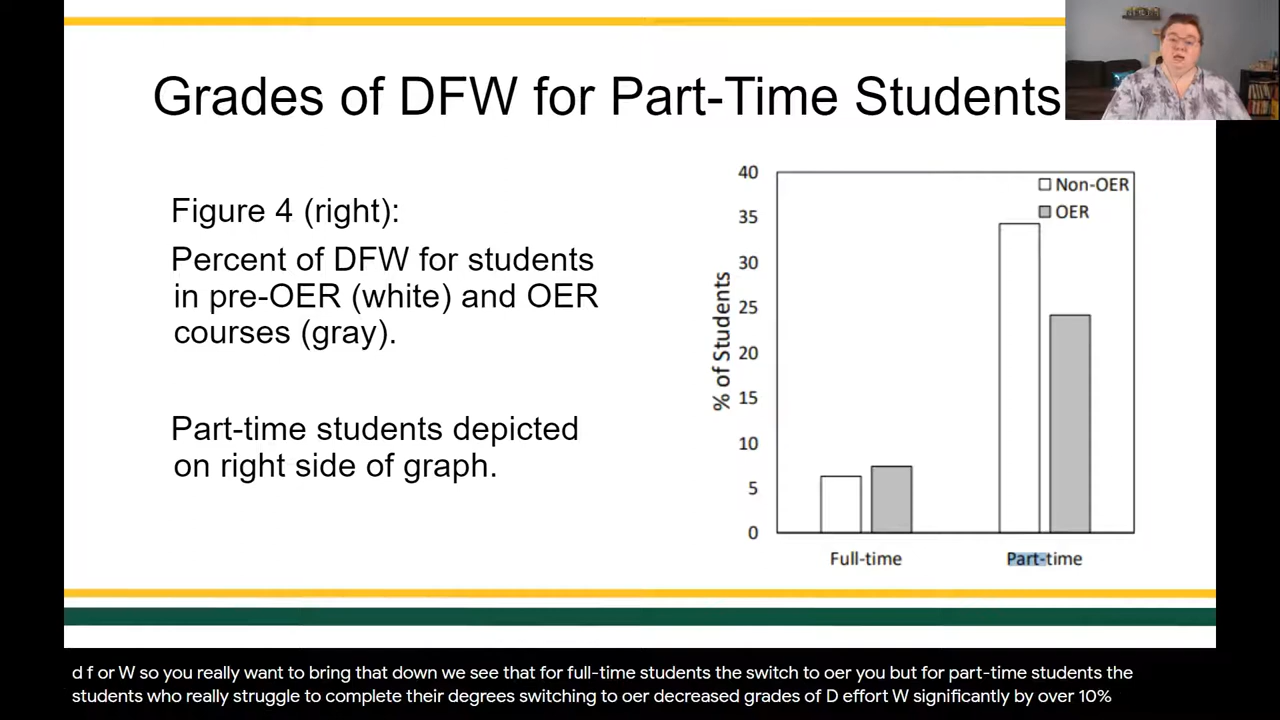 Grades of DFW for Part-Time Students
Figure 4 (right):
Percent of DFW for students
in pre-OER (white) and OER
courses (gray).
Part-time students depicted
on right side of graph.
% of Students
40
35
30
25
20
15
10
5
0
Non-OER
OER
Full-time
Part-time
d f or W so you really want to bring that down we see that for full-time students the switch to oer you but for part-time students the
students who really struggle to complete their degrees switching to oer decreased grades of D effort W significantly by over 10%